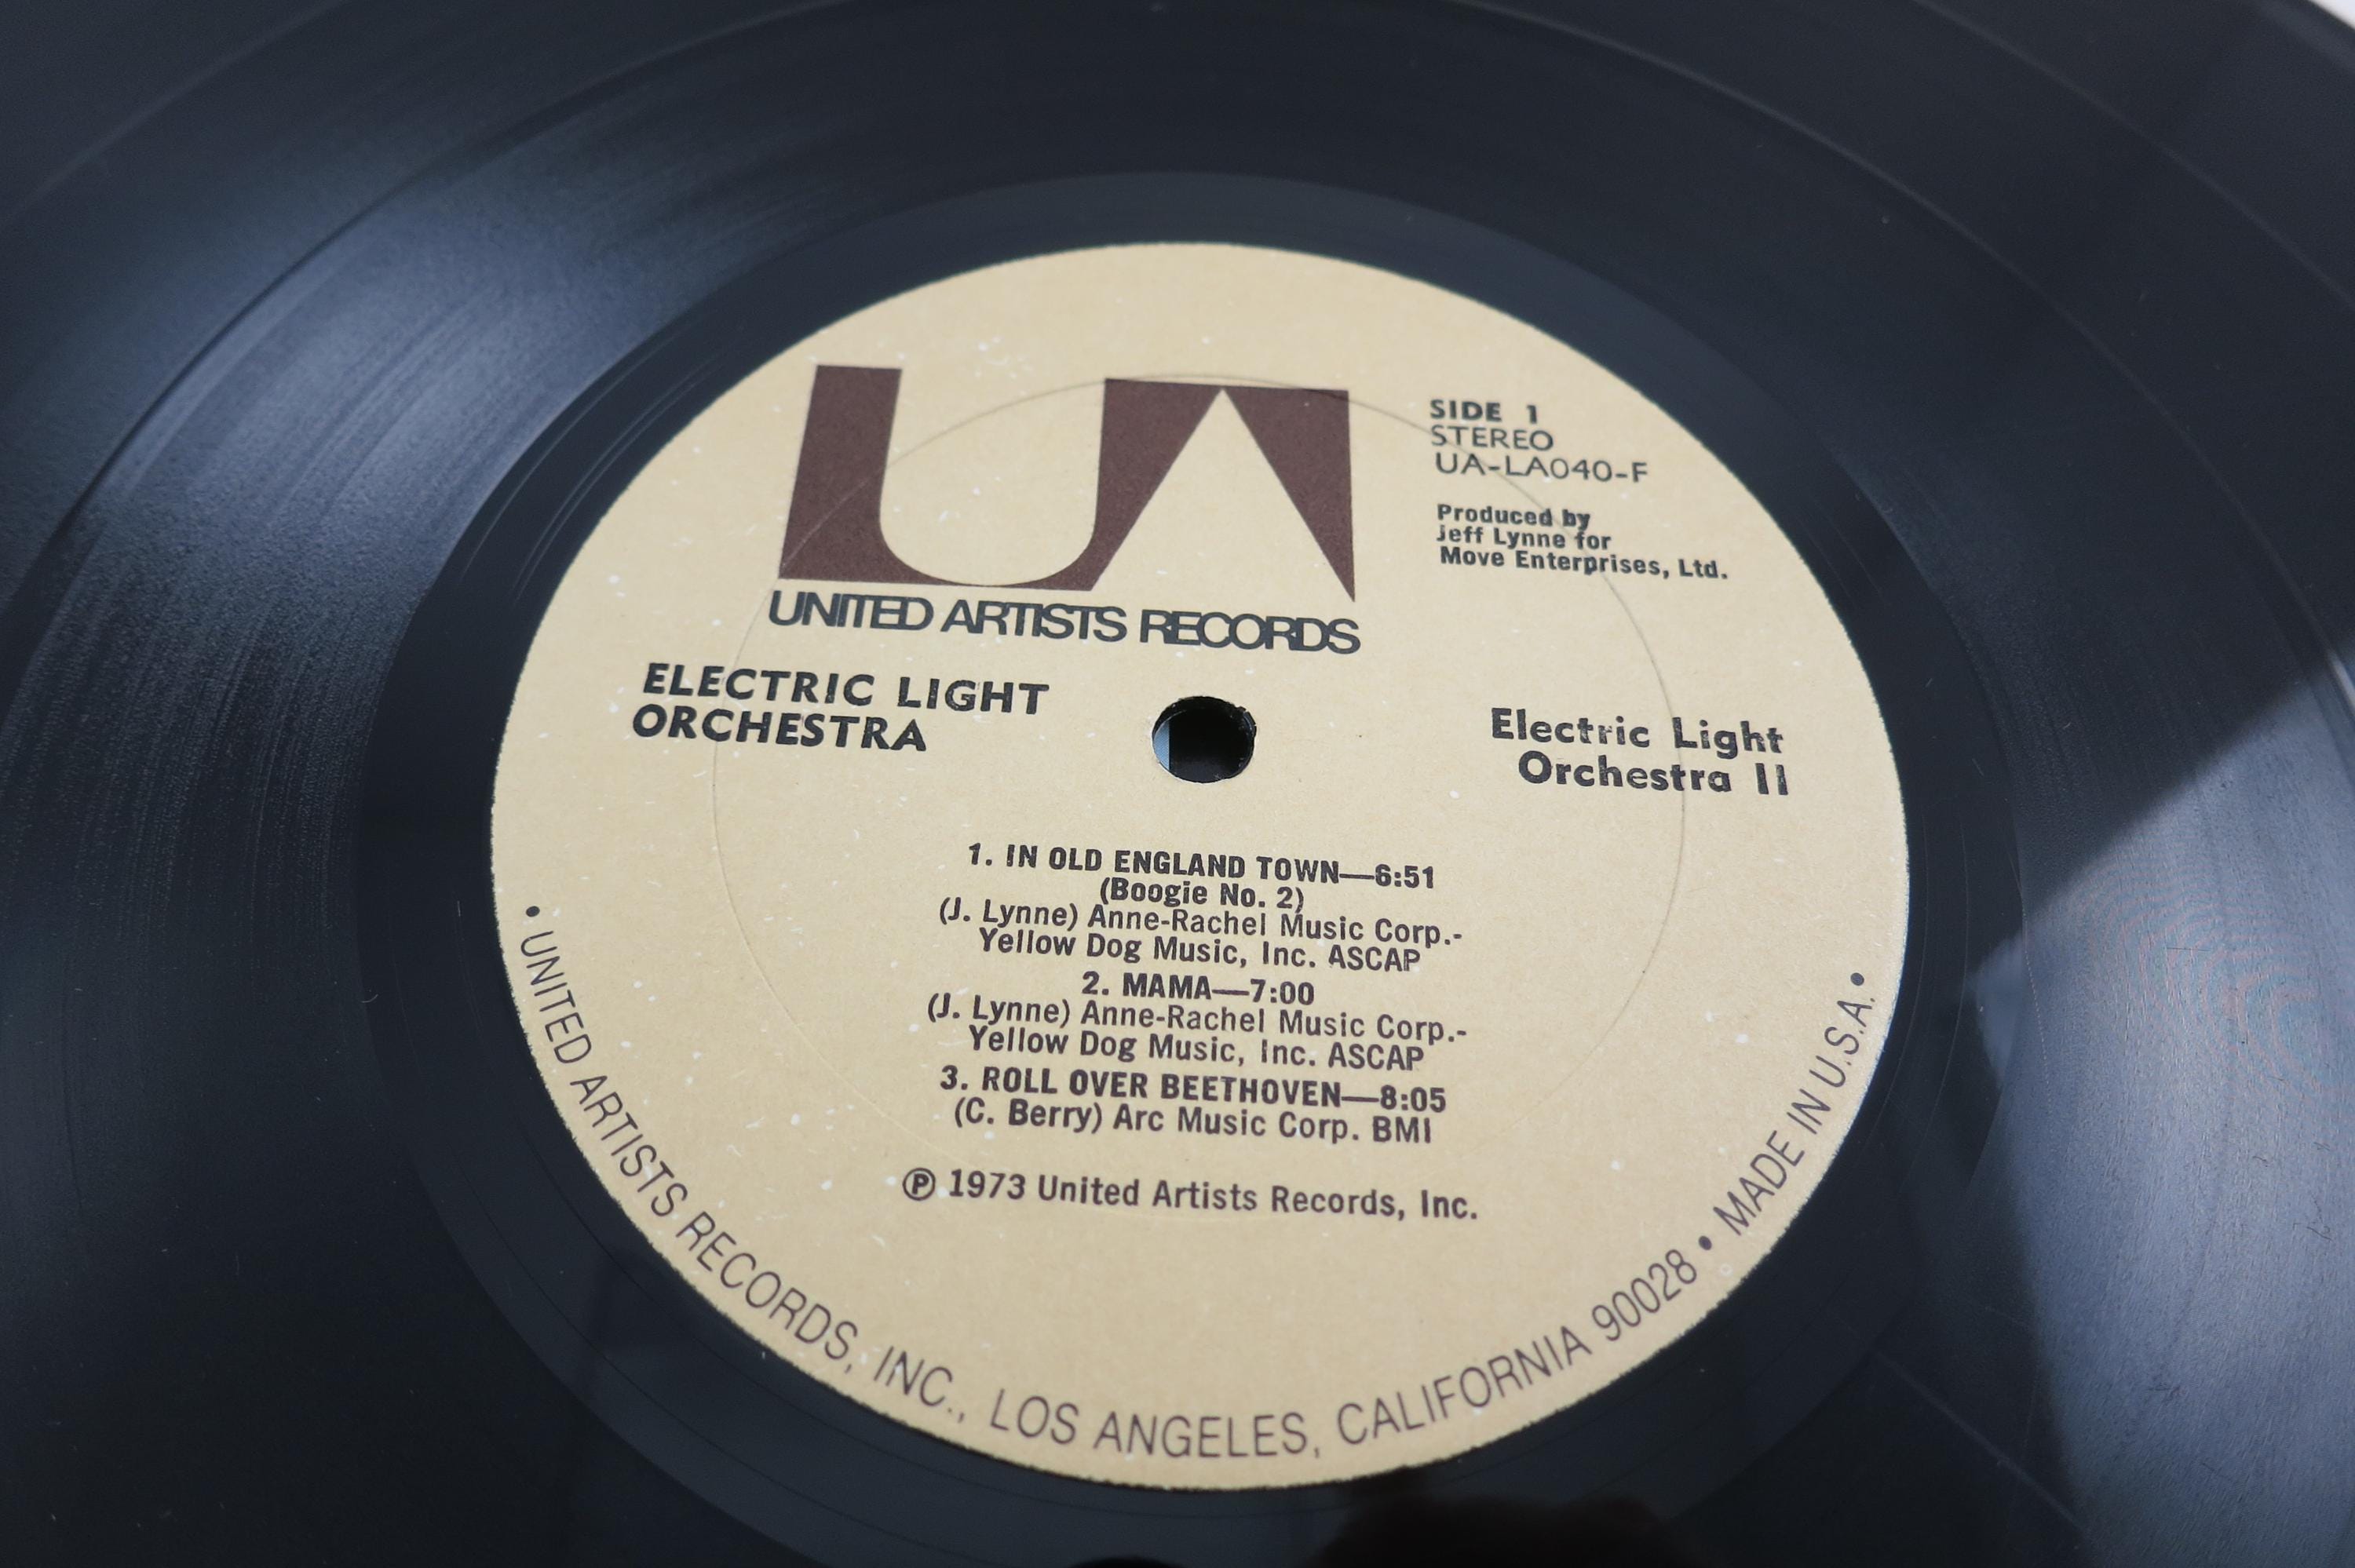 UA
UNITED ARTISTS RECORDS
SIDE 1
STEREO
UA-LA040-F
Produced by
Jeff Lynne for
Move Enterprises, Ltd.
ELECTRIC LIGHT
ORCHESTRA
Electric Light
Orchestra II
1. IN OLD ENGLAND TOWN—6:51
(Boogie No. 2)
(J. Lynne) Anne-Rachel Music Corp.-
Yellow Dog Music, Inc. ASCAP
2. MAMA—7:00
(J. Lynne) Anne-Rachel Music Corp.-
Yellow Dog Music, Inc. ASCAP
3. ROLL OVER BEETHOVEN—8:05
(C. Berry) Arc Music Corp. BMI
℗ 1973 United Artists Records, Inc.
• UNITED ARTISTS RECORDS, INC., LOS ANGELES, CALIFORNIA 90028 • MADE IN U.S.A. •